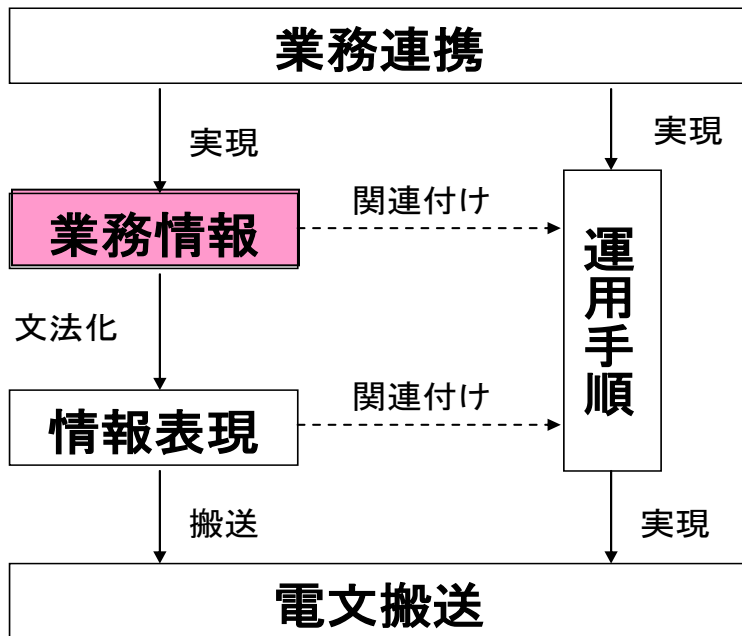 業務連携
実現
実現
業務情報
関連付け
運用手順
文法化
情報表現
関連付け
搬送
実現
電文搬送